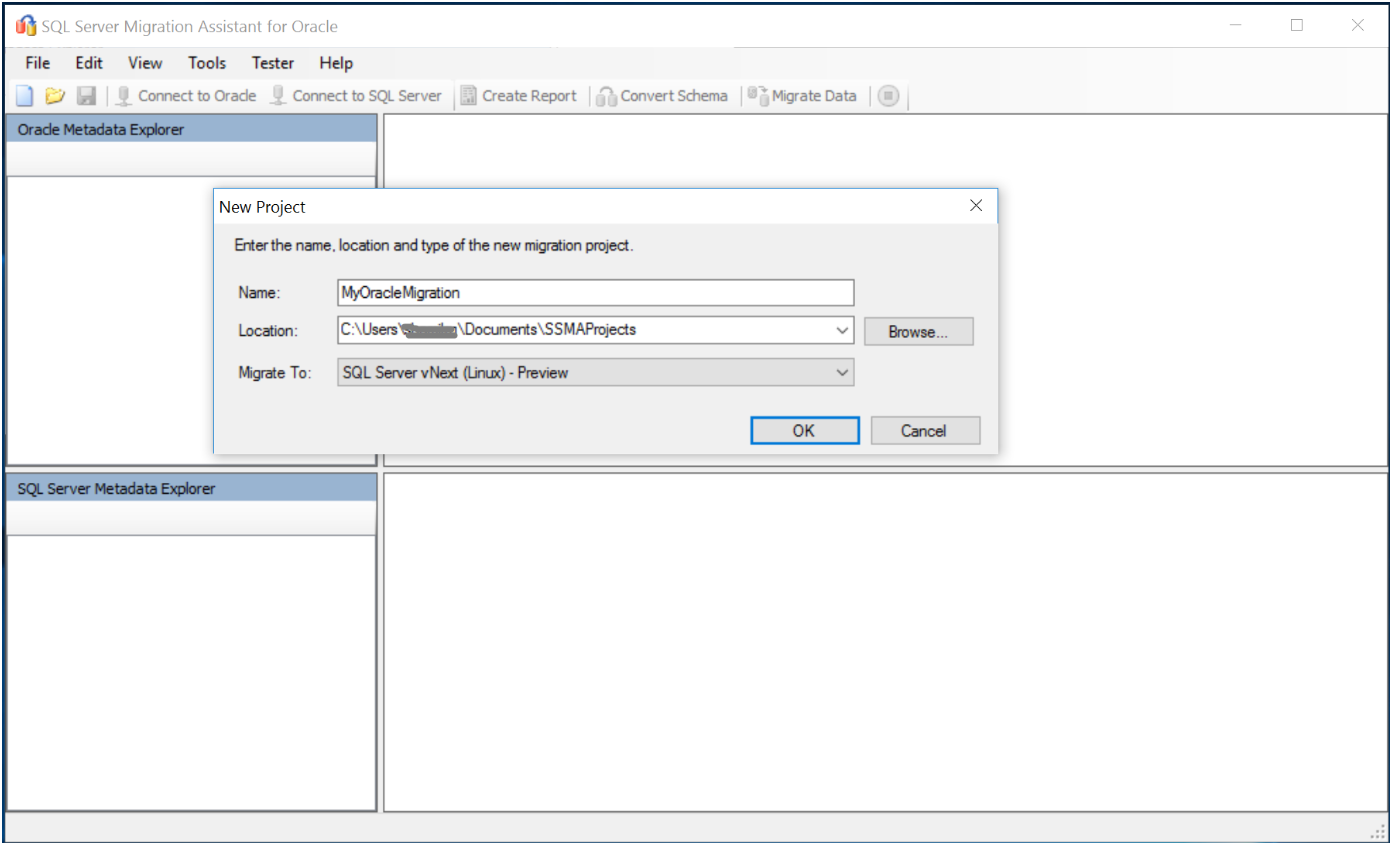 SQL Server Migration Assistant for Oracle
File Edit View Tools Tester Help
Connect to Oracle Connect to SQL Server Create Report Convert Schema Migrate Data
Oracle Metadata Explorer
New Project
Enter the name, location and type of the new migration project.
Name: MyOracleMigration
Location: C:\Users\ \Documents\SSMAProjects Browse...
Migrate To: SQL Server vNext (Linux) - Preview
OK Cancel
SQL Server Metadata Explorer